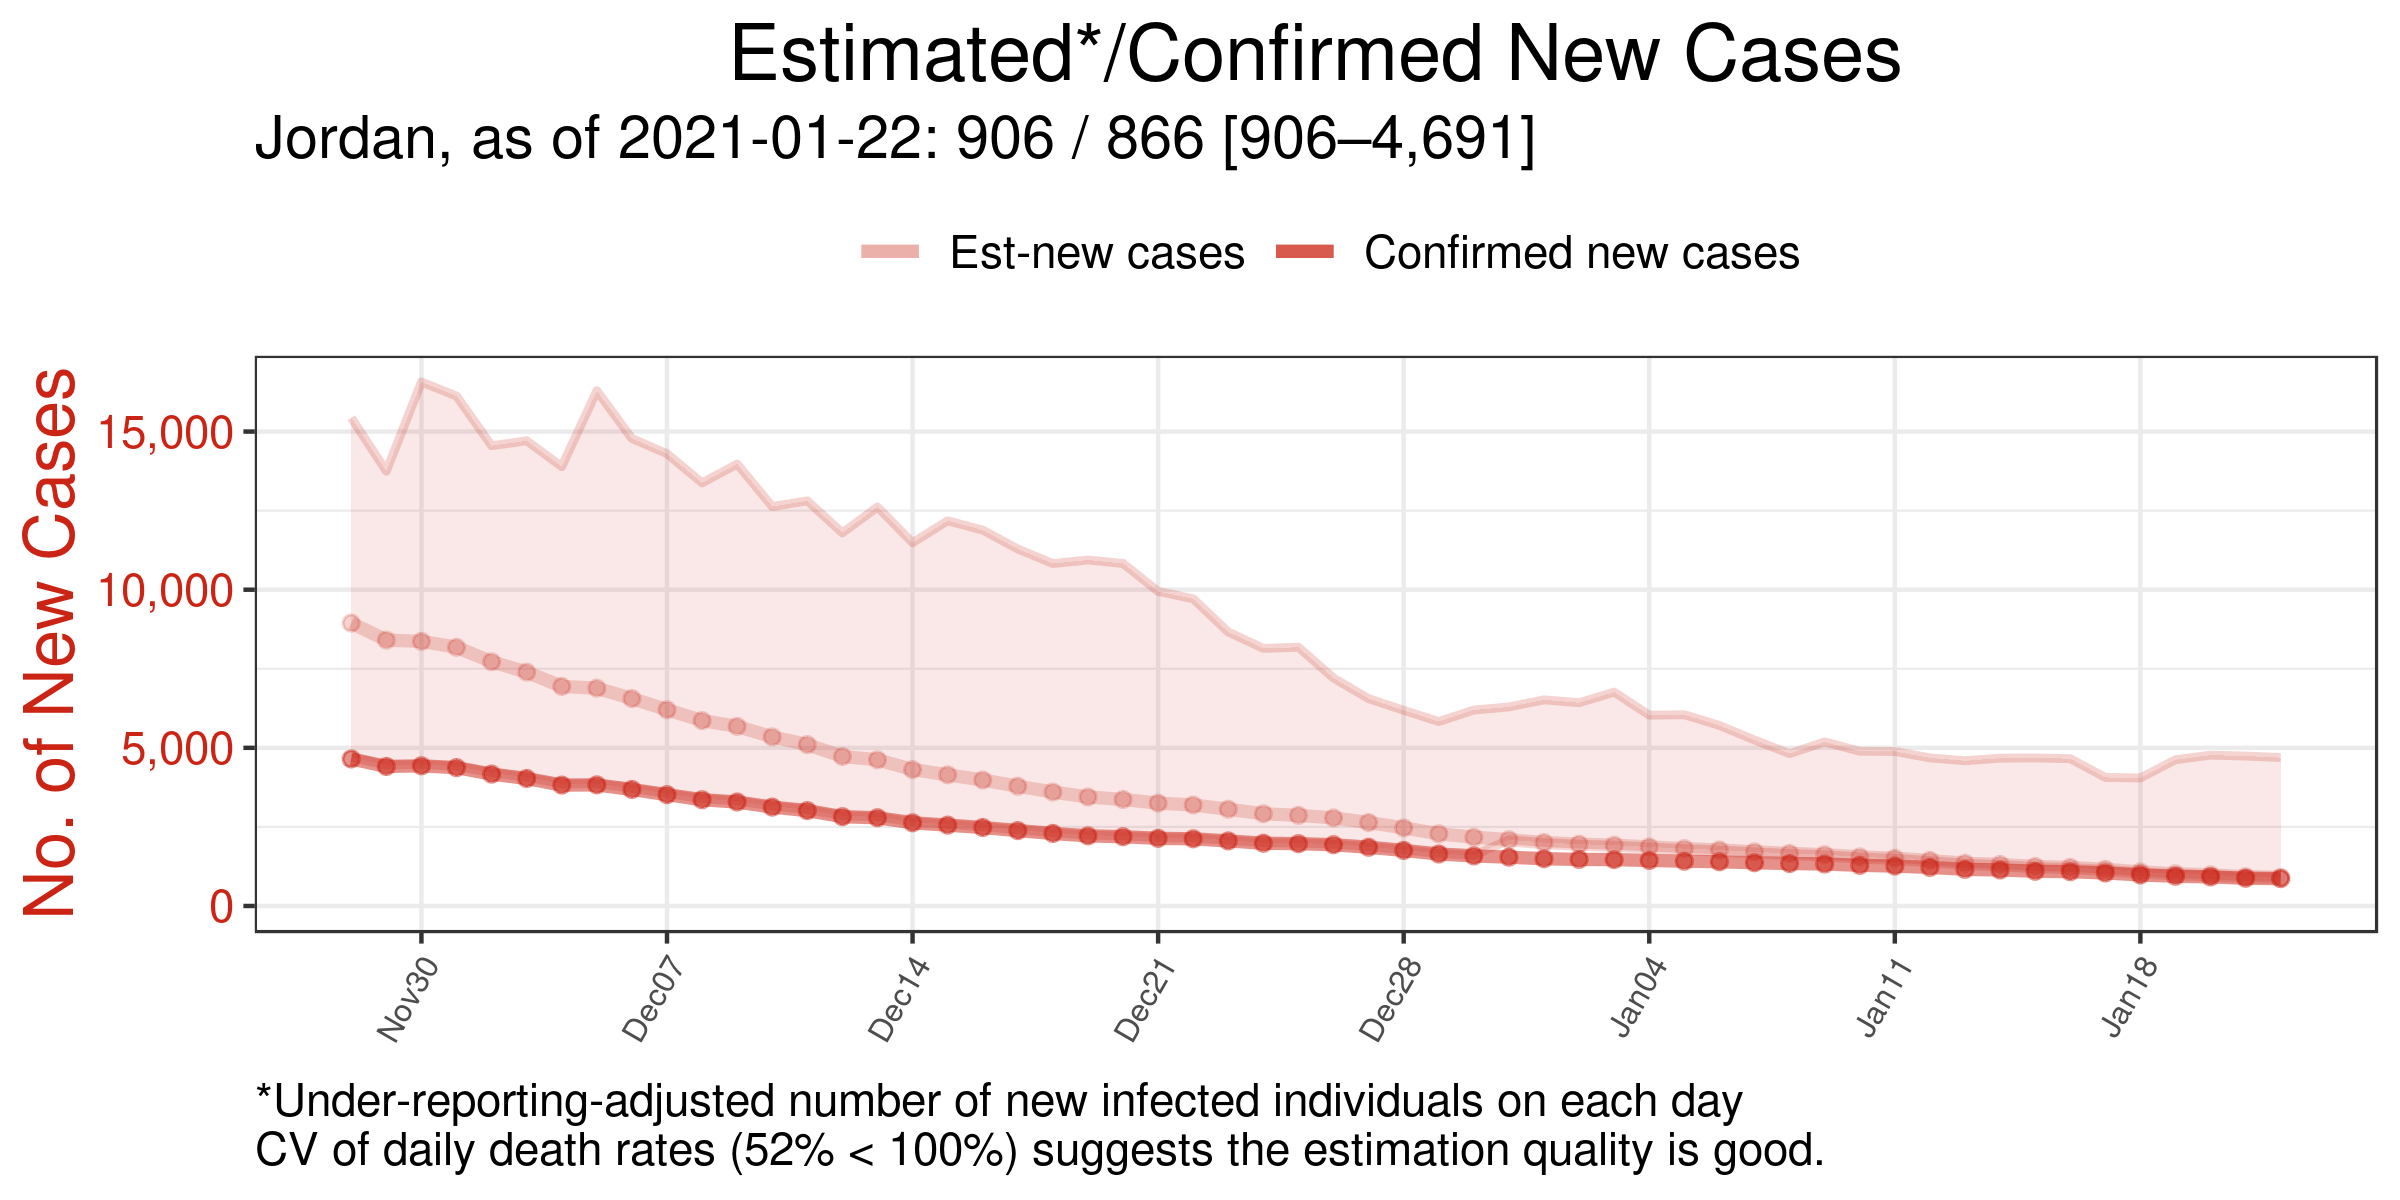 Estimated*/Confirmed New Cases
Jordan, as of 2021-01-22: 906 / 866 [906–4,691]
Est-new cases Confirmed new cases
No. of New Cases
15,000
10,000
5,000
0
Nov30 Dec07 Dec14 Dec21 Dec28 Jan04 Jan11 Jan18
*Under-reporting-adjusted number of new infected individuals on each day
CV of daily death rates (52% < 100%) suggests the estimation quality is good.